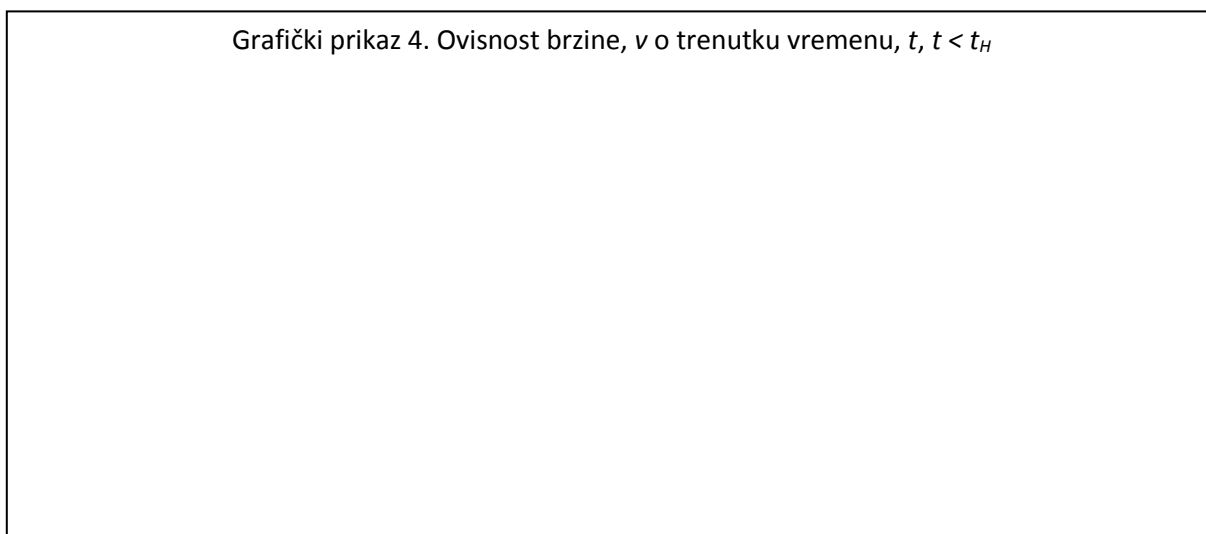 Grafički prikaz 4. Ovisnost brzine, v o trenutku vremenu, t, t < tH